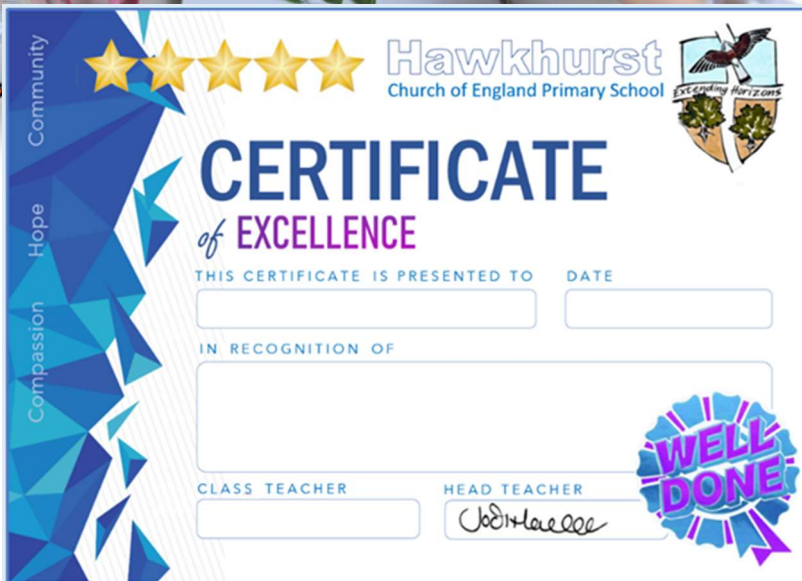 Community
Hope
Compassion
Hawkhurst
Church of England Primary School
Extending Horizons
CERTIFICATE
of EXCELLENCE
THIS CERTIFICATE IS PRESENTED TO
DATE
IN RECOGNITION OF
CLASS TEACHER
HEAD TEACHER
WELL
DONE